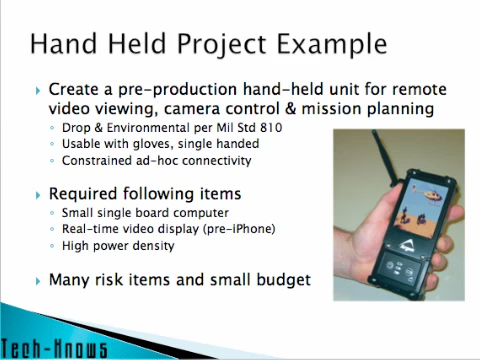 Hand Held Project Example
Create a pre-production hand-held unit for remote
video viewing, camera control & mission planning
Drop & Environmental per Mil Std 810
Usable with gloves, single handed
Constrained ad-hoc connectivity
Required following items
Small single board computer
Real-time video display (pre-iPhone)
High power density
Many risk items and small budget
Tech-Knows